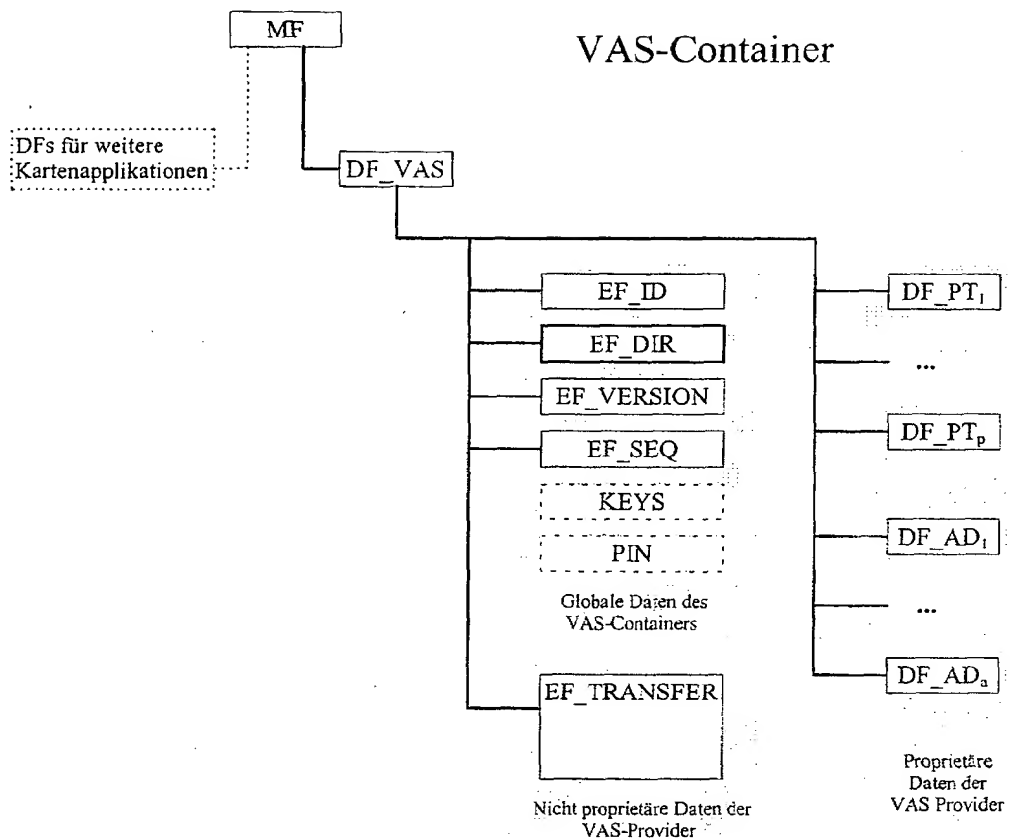 MF
VAS-Container
DFs für weitere
Kartenapplikationen
DF_VAS
EF_ID
EF_DIR
EF_VERSION
EF_SEQ
KEYS
PIN
Globale Daten des
VAS-Containers
EF_TRANSFER
Nicht proprietäre Daten der
VAS-Provider
DF_PT₁
...
DF_PTₚ
DF_AD₁
...
DF_ADₐ
Proprietäre
Daten der
VAS Provider